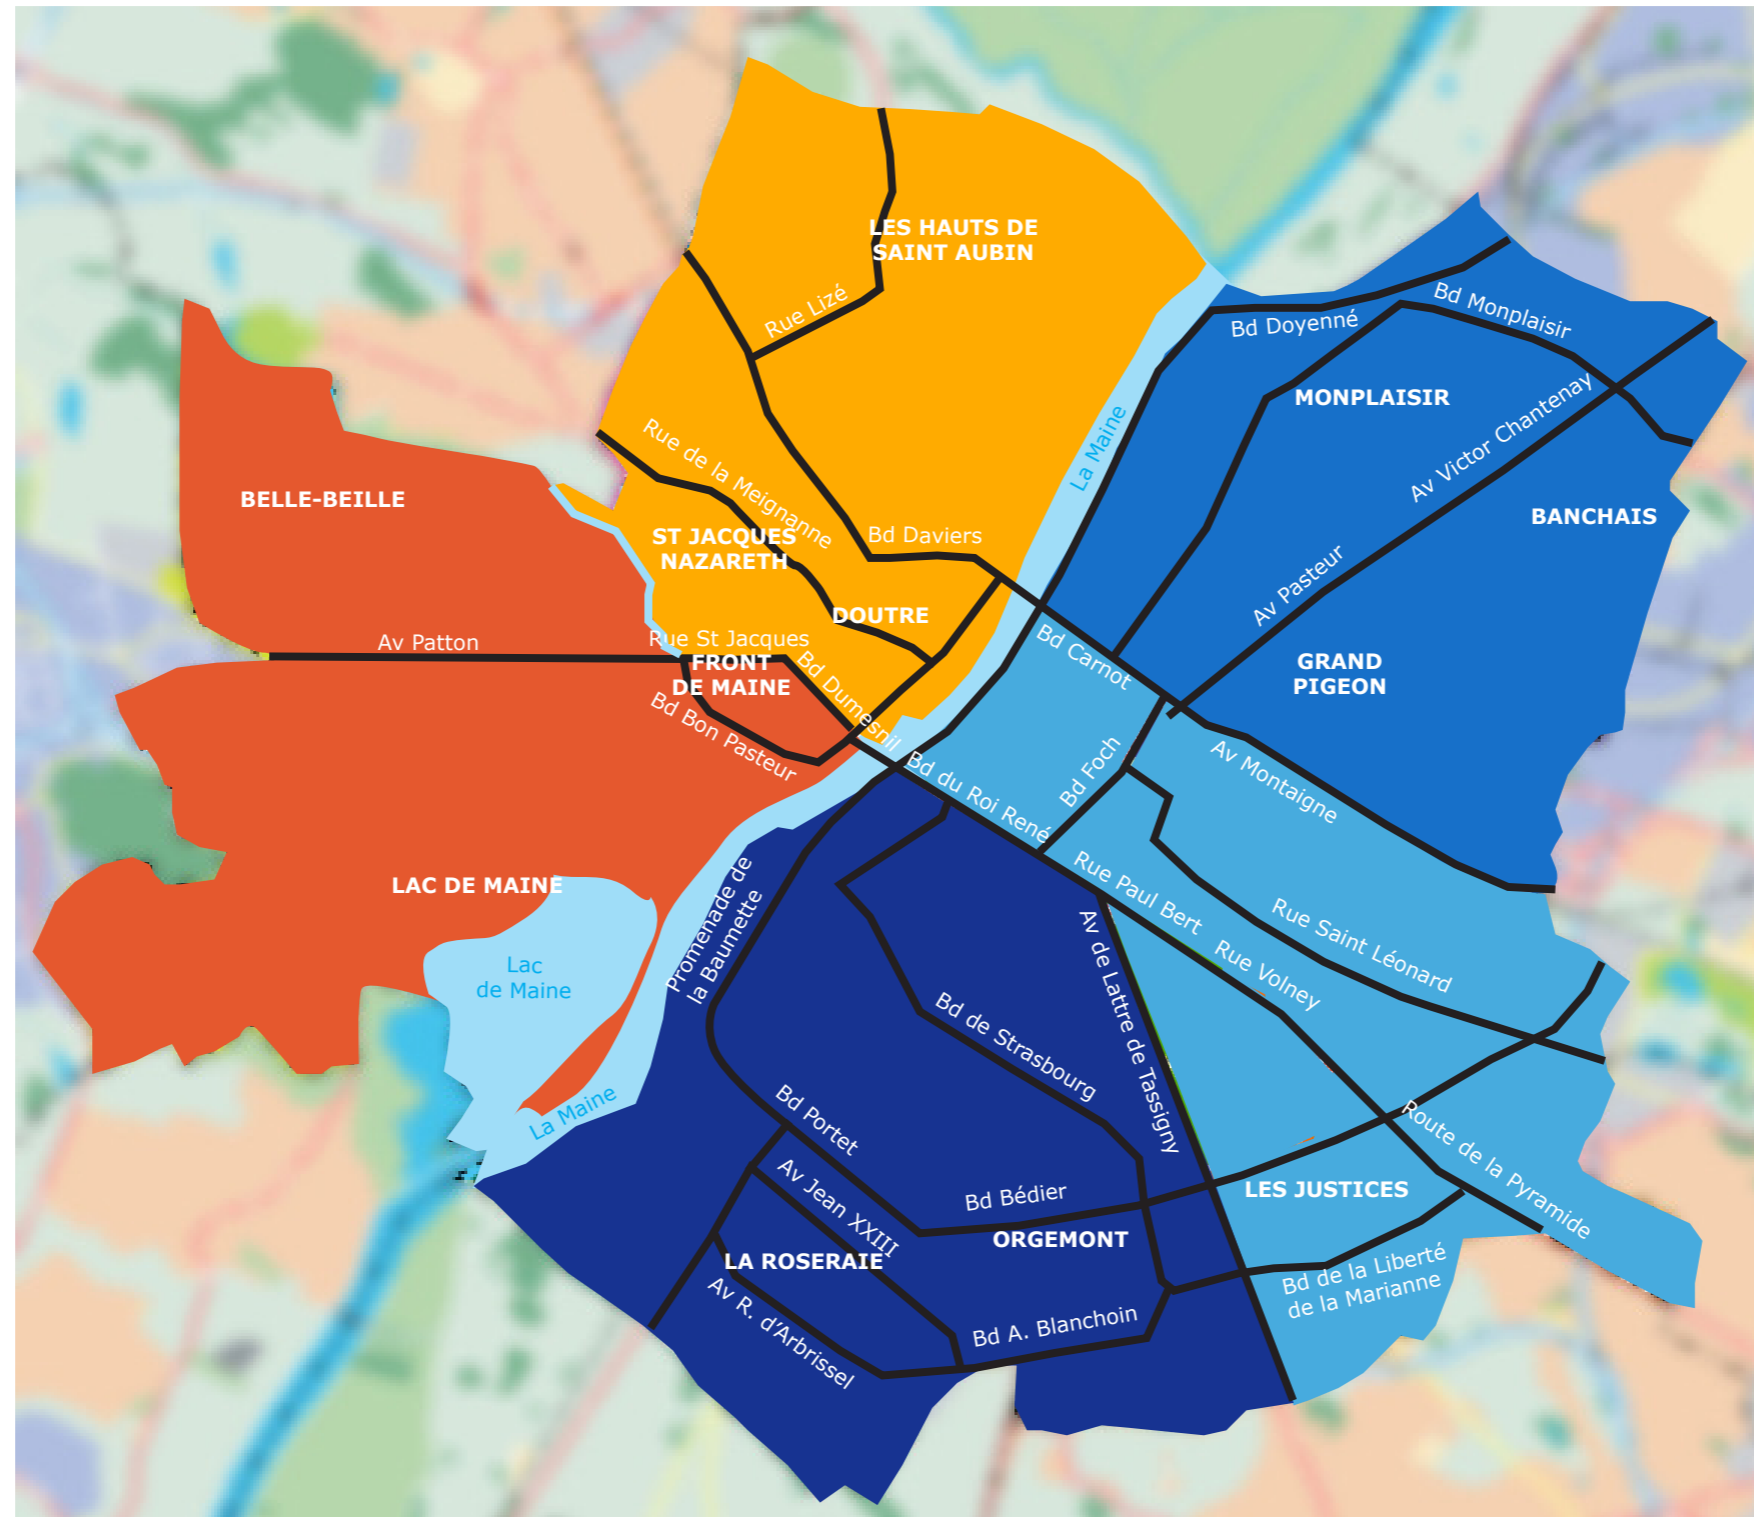 LES HAUTS DE
SAINT AUBIN
Rue Lizé
Bd Doyenné
Bd Monplaisir
MONPLAISIR
Av Victor Chantenay
La Maine
Rue de la Meignanne
BELLE-BEILLE
BANCHAIS
ST JACQUES
NAZARETH
Bd Daviers
Av Pasteur
DOUTRE
Rue St Jacques
Av Patton
Bd Carnot
FRONT
DE MAINE
GRAND
PIGEON
Bd Dumesnil
Bd Bon Pasteur
Bd du Roi René
Bd Foch
Av Montaigne
LAC DE MAINE
Rue Paul Bert
Promenade de
la Baumette
Rue Saint Léonard
Rue Volney
Av de Lattre de Tassigny
Lac
de Maine
Bd de Strasbourg
La Maine
Bd Portet
Route de la Pyramide
Av Jean XXIII
Bd Bédier
LES JUSTICES
ORGEMONT
LA ROSERAIE
Bd de la Liberté
de la Marianne
Av R. d’Arbrissel
Bd A. Blanchoin